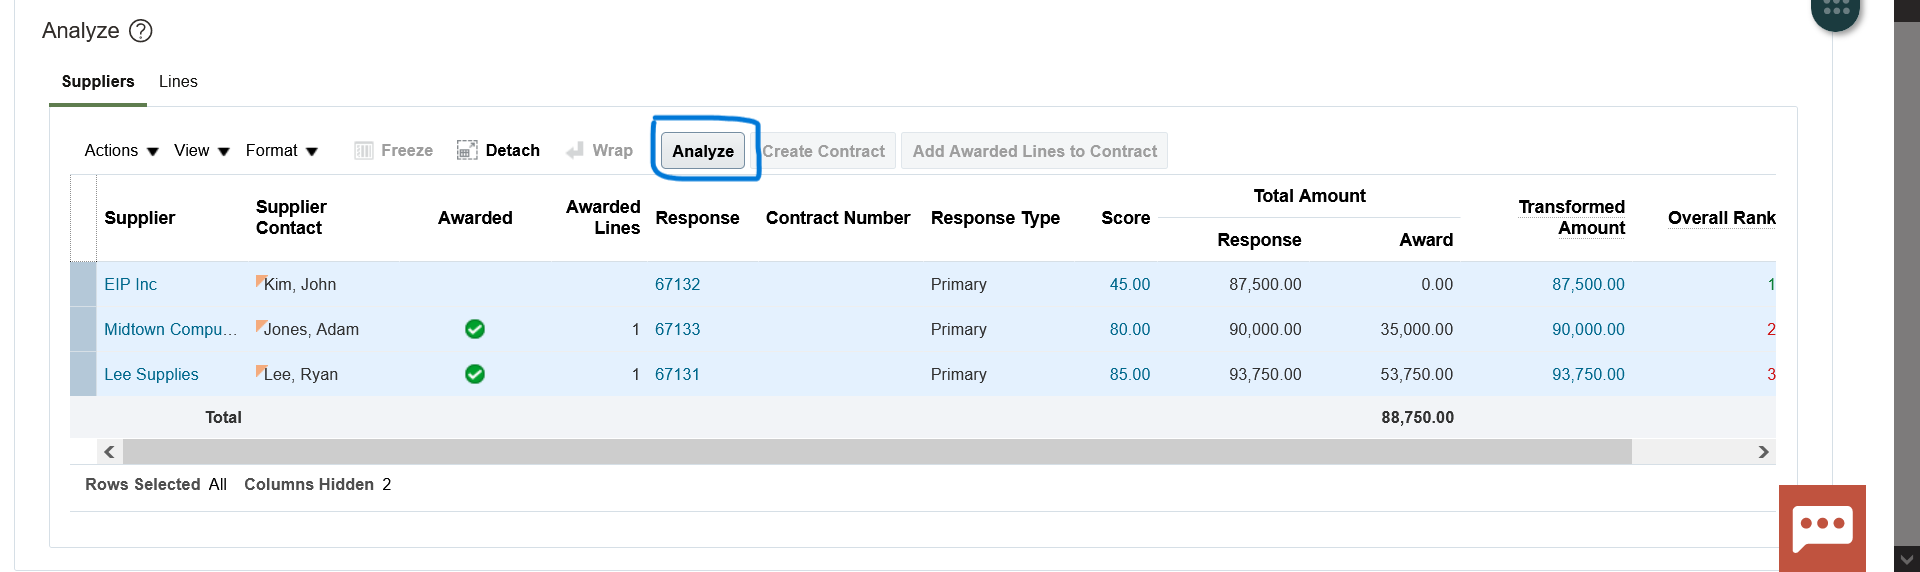 Analyze ?
Suppliers Lines
Actions View Format Freeze Detach Wrap Analyze Create Contract Add Awarded Lines to Contract
Supplier Supplier Contact Awarded Awarded Lines Response Contract Number Response Type Score Total Amount Response Award Transformed Amount Overall Rank
EIP Inc Kim, John 67132 Primary 45.00 87,500.00 0.00 87,500.00 1
Midtown Compu... Jones, Adam 1 67133 Primary 80.00 90,000.00 35,000.00 90,000.00 2
Lee Supplies Lee, Ryan 1 67131 Primary 85.00 93,750.00 53,750.00 93,750.00 3
Total 88,750.00
Rows Selected All Columns Hidden 2